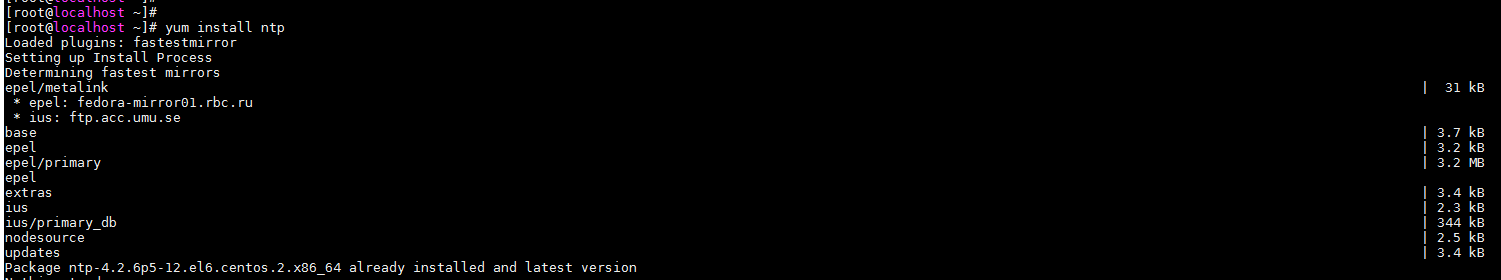 [root@localhost ~]#
[root@localhost ~]# yum install ntp
Loaded plugins: fastestmirror
Setting up Install Process
Determining fastest mirrors
epel/metalink | 31 kB
* epel: fedora-mirror01.rbc.ru
* ius: ftp.acc.umu.se
base | 3.7 kB
epel | 3.2 kB
epel/primary | 3.2 MB
epel
extras | 3.4 kB
ius | 2.3 kB
ius/primary_db | 344 kB
nodesource | 2.5 kB
updates | 3.4 kB
Package ntp-4.2.6p5-12.el6.centos.2.x86_64 already installed and latest version